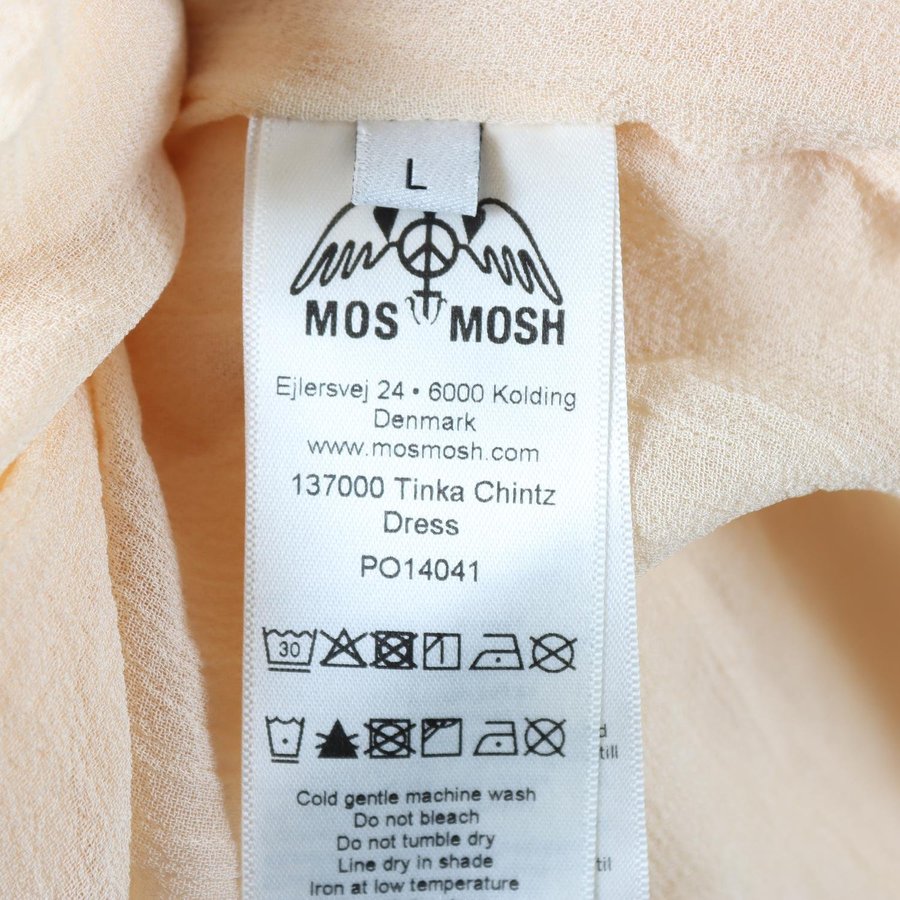 L
MOS MOSH
Ejlersvej 24 • 6000 Kolding
Denmark
www.mosmosh.com
137000 Tinka Chintz
Dress
PO14041
30
Cold gentle machine wash
Do not bleach
Do not tumble dry
Line dry in shade
Iron at low temperature
till